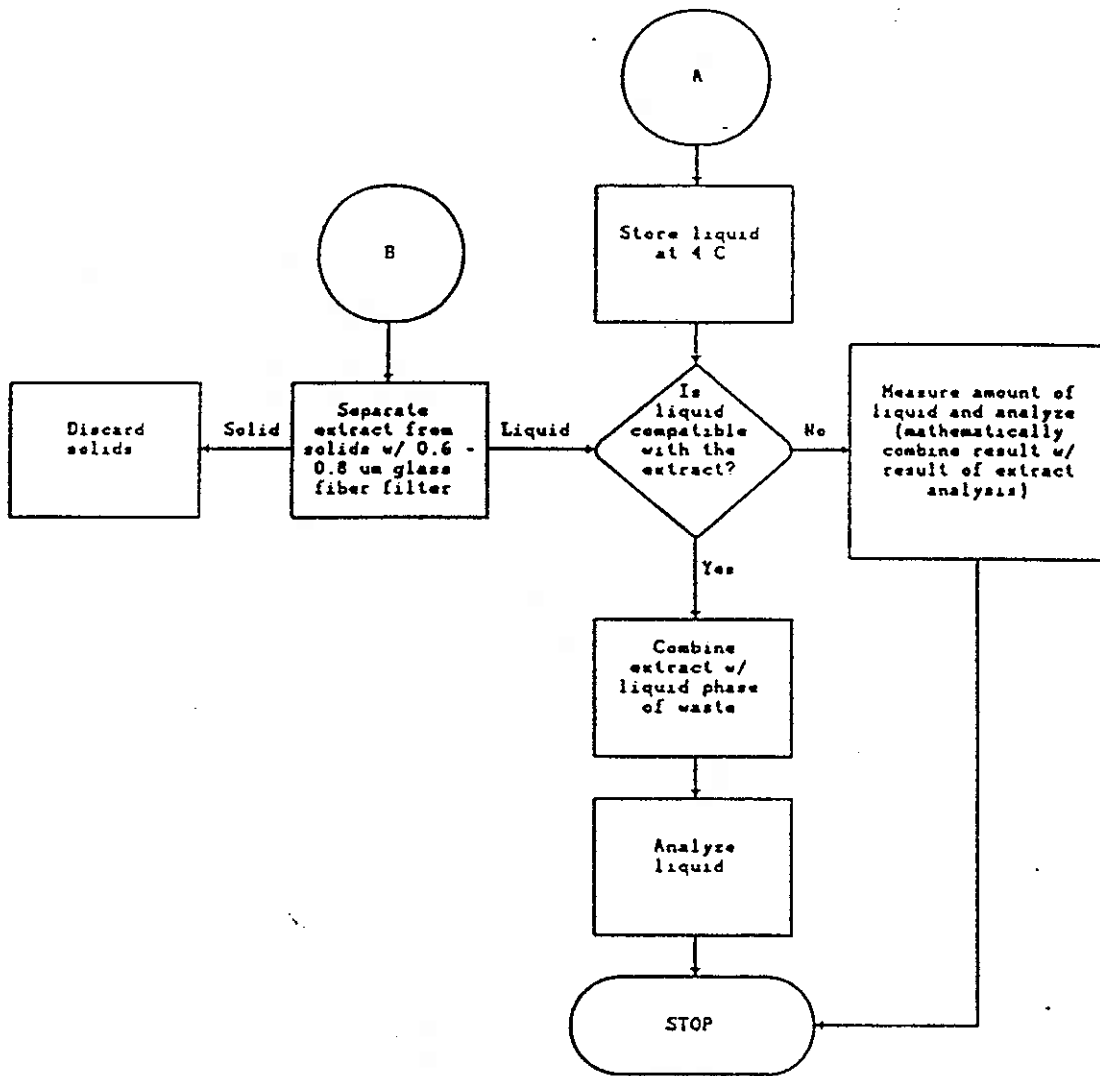 A
Store liquid
at 4 C
B
Discard
solids
Solid
Separate
extract from
solids w/ 0.6 -
0.8 um glass
fiber filter
Liquid
Is
liquid
compatible
with the
extract?
No
Measure amount of
liquid and analyze
(mathematically
combine result w/
result of extract
analysis)
Yes
Combine
extract w/
liquid phase
of waste
Analyze
liquid
STOP